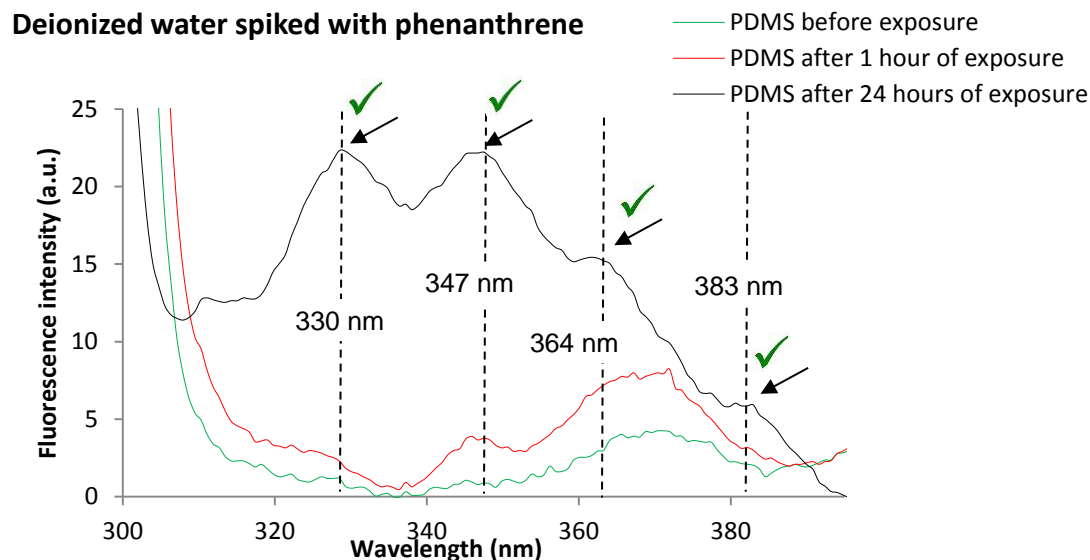 Deionized water spiked with phenanthrene
PDMS before exposure
PDMS after 1 hour of exposure
PDMS after 24 hours of exposure
Fluorescence intensity (a.u.)
25
20
15
10
5
0
330 nm
347 nm
364 nm
383 nm
300
320
340
360
380
Wavelength (nm)